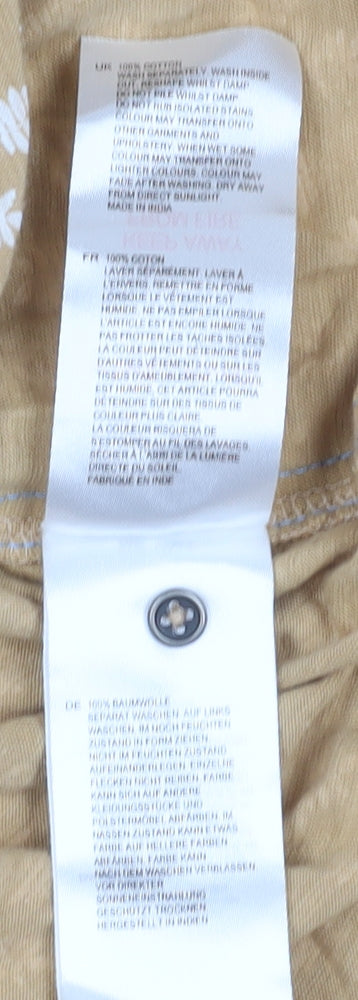 UK 100% COTTON
WASH SEPARATELY. WASH INSIDE
OUT. RESHAPE WHILST DAMP
DO NOT PILE WHILST DAMP
DO NOT RUB ISOLATED STAINS
COLOUR MAY TRANSFER ONTO
OTHER GARMENTS AND
UPHOLSTERY. WHEN WET SOME
COLOUR MAY TRANSFER ONTO
LIGHTER COLOURS. COLOUR MAY
FADE AFTER WASHING. DRY AWAY
FROM DIRECT SUNLIGHT
MADE IN INDIA
KEEP AWAY
FROM FIRE
FR 100% COTON
LAVER SÉPARÉMENT. LAVER À
L'ENVERS. REMETTRE EN FORME
LORSQUE LE VÊTEMENT EST
HUMIDE. NE PAS EMPILER LORSQUE
L'ARTICLE EST ENCORE HUMIDE. NE
PAS FROTTER LES TACHES ISOLÉES.
LA COULEUR PEUT DÉTEINDRE SUR
D'AUTRES VÊTEMENTS OU SUR LES
TISSUS D'AMEUBLEMENT. LORSQU'IL
EST HUMIDE, CET ARTICLE POURRA
DÉTEINDRE SUR DES TISSUS DE
COULEUR PLUS CLAIRE.
LA COULEUR RISQUERA DE
S'ESTOMPER AU FIL DES LAVAGES.
SÉCHER À L'ABRI DE LA LUMIÈRE
DIRECTE DU SOLEIL.
FABRIQUÉ EN INDE
DE 100% BAUMWOLLE
SEPARAT WASCHEN. AUF LINKS
WASCHEN. IM NOCH FEUCHTEN
ZUSTAND IN FORM ZIEHEN.
NICHT IM FEUCHTEN ZUSTAND
AUFEINANDERLEGEN. EINZELNE
FLECKEN NICHT REIBEN. FARBE
KANN SICH AUF ANDERE
KLEIDUNGSSTÜCKE UND
POLSTERMÖBEL ABFÄRBEN. IM
NASSEN ZUSTAND KANN ETWAS
FARBE AUF HELLERE FARBEN
ABFÄRBEN. FARBE KANN
NACH DEM WASCHEN VERBLASSEN.
VOR DIREKTER
SONNENEINSTRAHLUNG
GESCHÜTZT TROCKNEN
HERGESTELLT IN INDIEN